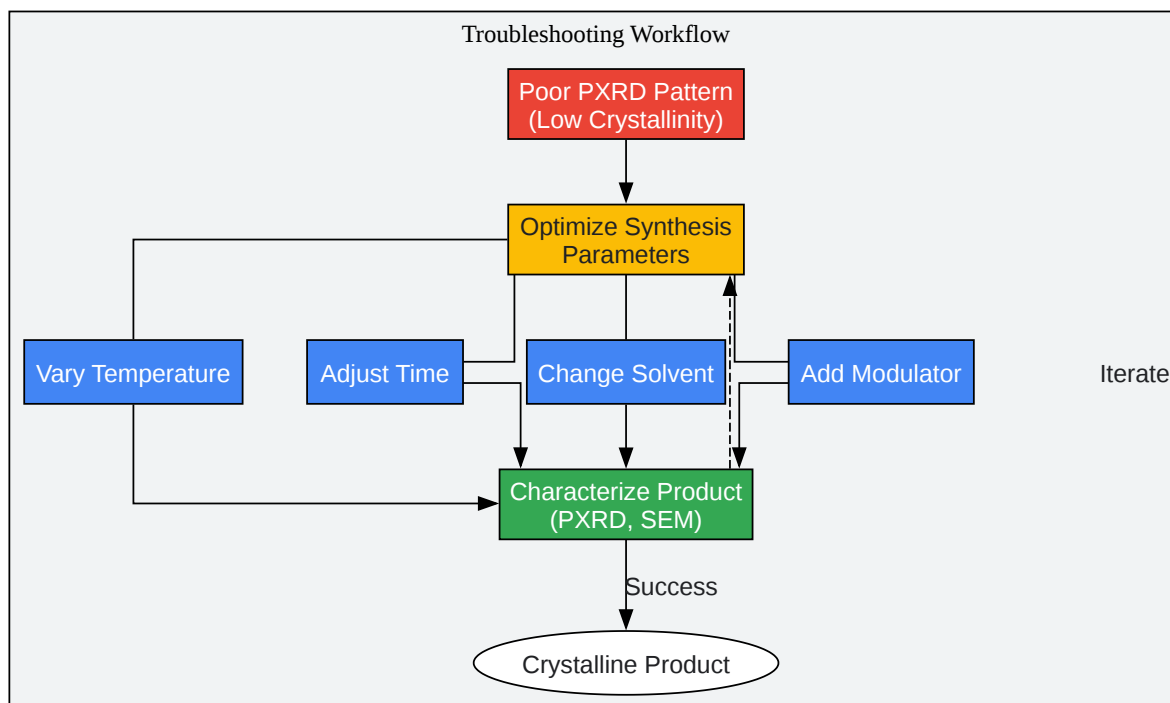 Troubleshooting Workflow
Poor PXRD Pattern
(Low Crystallinity)
Optimize Synthesis
Parameters
Vary Temperature
Adjust Time
Change Solvent
Add Modulator
Iterate
Characterize Product
(PXRD, SEM)
Success
Crystalline Product